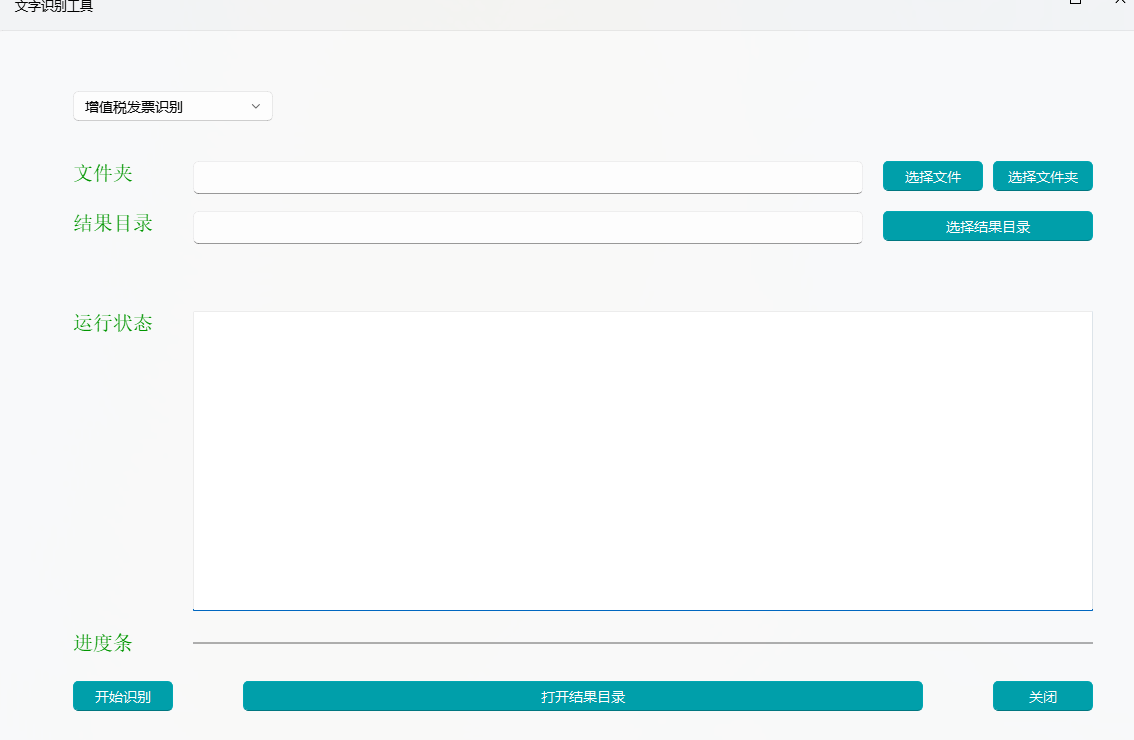 文字识别工具
增值税发票识别
文件夹
选择文件
选择文件夹
结果目录
选择结果目录
运行状态
进度条
开始识别
打开结果目录
关闭